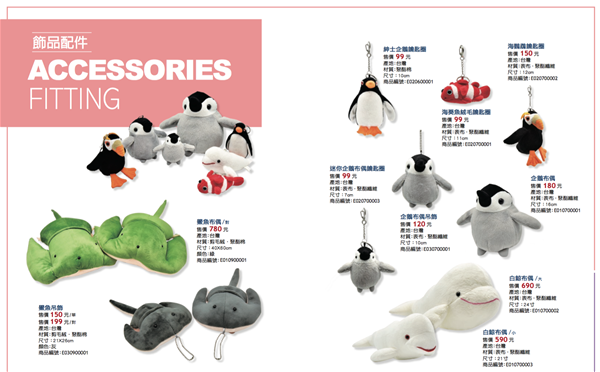 飾品配件
ACCESSORIES
FITTING
紳士企鵝鑰匙圈
售價 99 元
產地:台灣
材質:聚酯棉
尺寸:10cm
商品編號:E020600001
海鸚鵡鑰匙圈
售價 150 元
產地:台灣
材質:表布、聚酯纖維
尺寸:12cm
商品編號:E020700002
海葵魚絨毛鑰匙圈
售價 99 元
產地:台灣
材質:表布、聚酯纖維
尺寸:11cm
商品編號:E020700001
迷你企鵝布偶鑰匙圈
售價 99 元
產地:台灣
材質:表布、聚酯纖維
尺寸:7cm
商品編號:E020700003
企鵝布偶
售價 180 元
產地:台灣
材質:表布、聚酯纖維
尺寸:18cm
商品編號:E010700001
企鵝布偶吊飾
售價 120 元
產地:台灣
材質:表布、聚酯纖維
尺寸:10cm
商品編號:E030700001
魟魚布偶/對
售價 780 元
產地:台灣
材質:剪毛絨、聚酯棉
尺寸:40X60cm
顏色:綠
商品編號:E010900001
魟魚吊飾
售價 150 元/單
售價 199 元/對
產地:台灣
材質:剪毛絨、聚酯棉
尺寸:21X26cm
顏色:灰
商品編號:E030900001
白鯨布偶/大
售價 690 元
產地:台灣
材質:表布、聚酯纖維
尺寸:24寸
商品編號:E010700002
白鯨布偶/小
售價 590 元
產地:台灣
材質:表布、聚酯纖維
尺寸:21寸
商品編號:E010700003